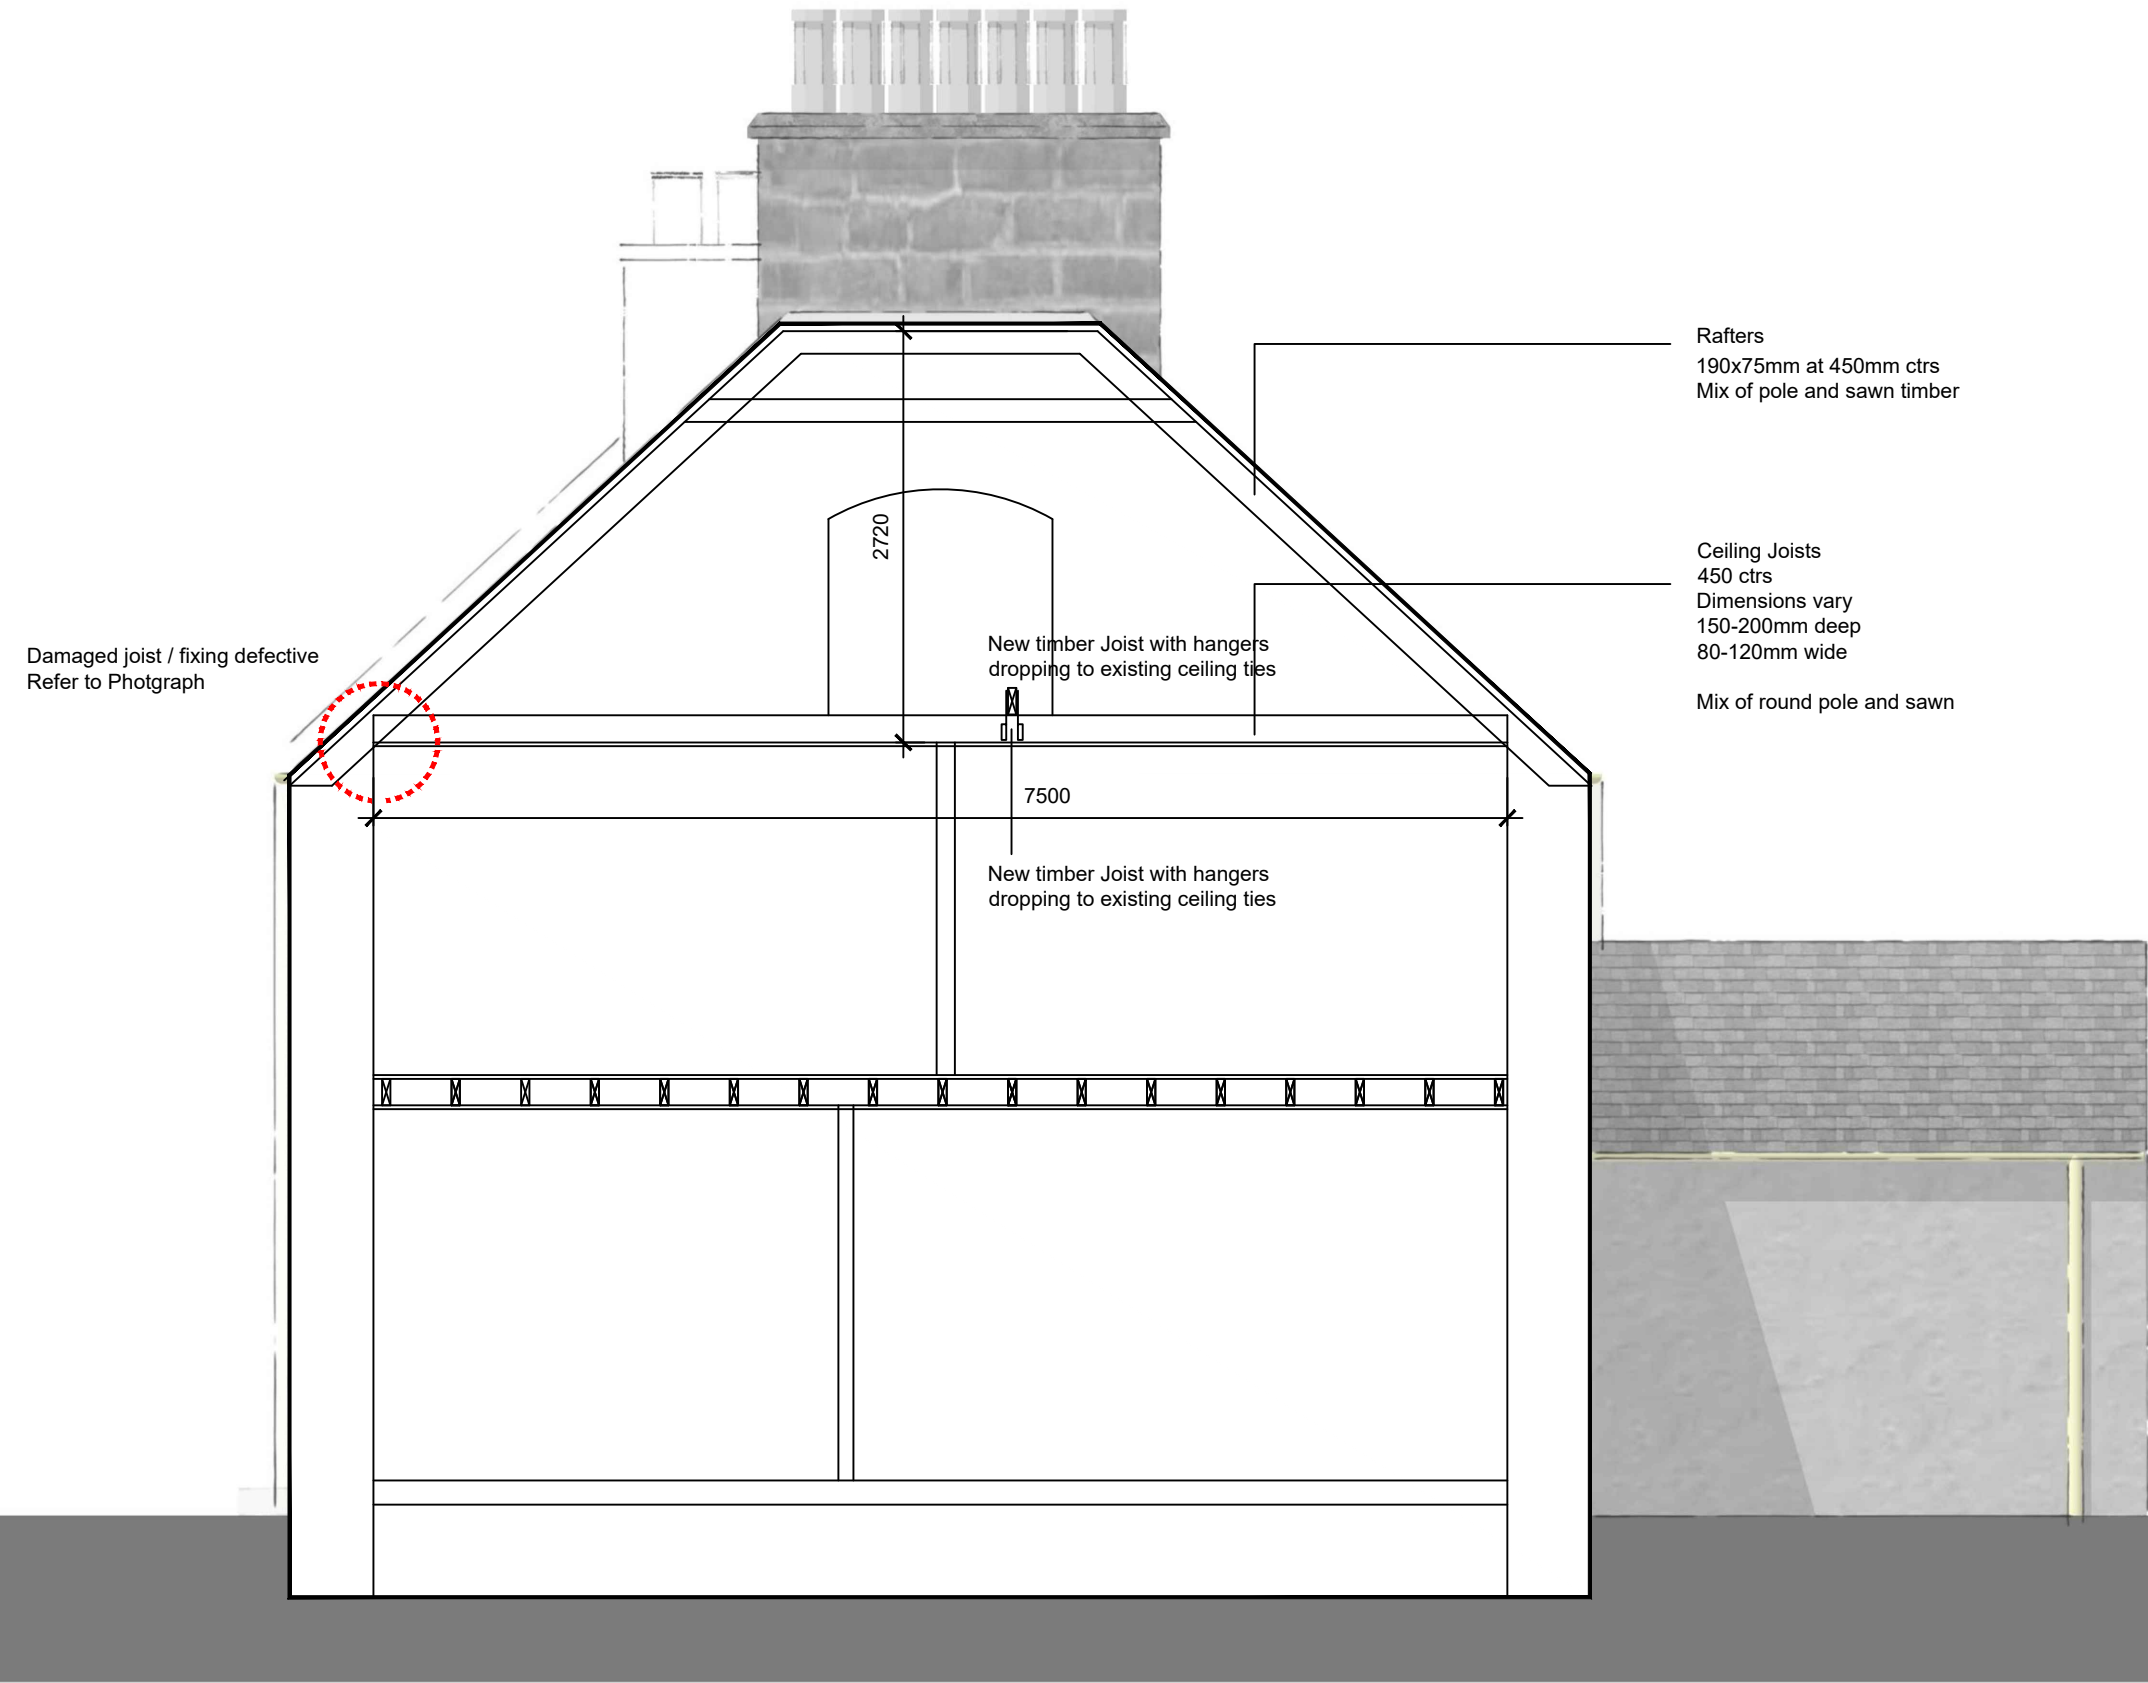 Rafters
190x75mm at 450mm ctrs
Mix of pole and sawn timber
2720
Ceiling Joists
450 ctrs
Dimensions vary
150-200mm deep
80-120mm wide
Mix of round pole and sawn
New timber Joist with hangers
dropping to existing ceiling ties
Damaged joist / fixing defective
Refer to Photgraph
7500
New timber Joist with hangers
dropping to existing ceiling ties